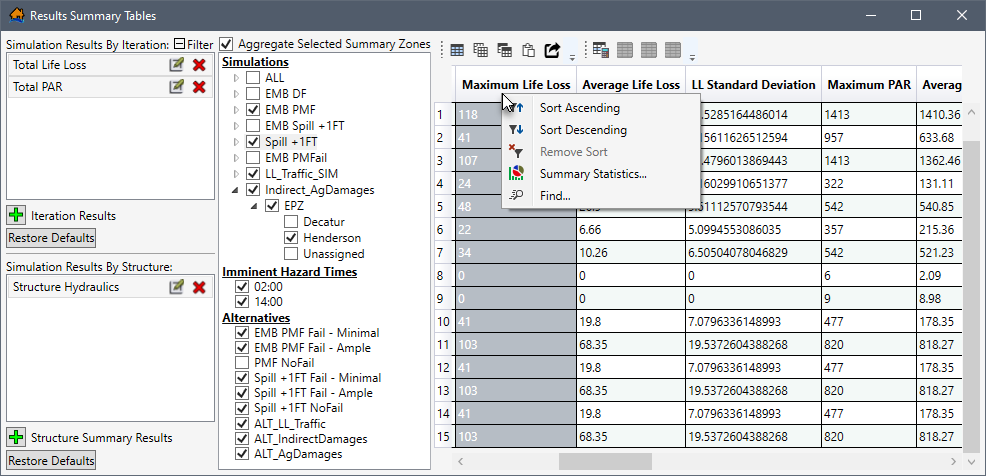 Results Summary Tables
Simulation Results By Iteration: Filter
Total Life Loss
Total PAR
Iteration Results
Restore Defaults
Simulation Results By Structure:
Structure Hydraulics
Structure Summary Results
Restore Defaults
Aggregate Selected Summary Zones
Simulations
ALL
EMB DF
EMB PMF
EMB Spill +1FT
Spill +1FT
EMB PMFail
LL_Traffic_SIM
Indirect_AgDamages
EPZ
Decatur
Henderson
Unassigned
Imminent Hazard Times
02:00
14:00
Alternatives
EMB PMF Fail - Minimal
EMB PMF Fail - Ample
PMF NoFail
Spill +1FT Fail - Minimal
Spill +1FT Fail - Ample
Spill +1FT NoFail
ALT_LL_Traffic
ALT_IndirectDamages
ALT_AgDamages
Maximum Life Loss Average Life Loss LL Standard Deviation Maximum PAR Averag
1 118 .5285164486014 1413 1410.36
2 41 .5611626512594 957 633.68
3 107 .4796013869443 1413 1362.46
4 24 .6029910651377 322 131.11
5 48 .61112570793544 542 540.85
6 22 6.66 5.0994553086035 357 215.36
7 34 10.26 6.50504078046829 542 521.23
8 0 0 0 6 2.09
9 0 0 0 9 8.98
10 41 19.8 7.0796336148993 477 178.35
11 103 68.35 19.5372604388268 820 818.27
12 41 19.8 7.0796336148993 477 178.35
13 103 68.35 19.5372604388268 820 818.27
14 41 19.8 7.0796336148993 477 178.35
15 103 68.35 19.5372604388268 820 818.27
Sort Ascending
Sort Descending
Remove Sort
Summary Statistics...
Find...